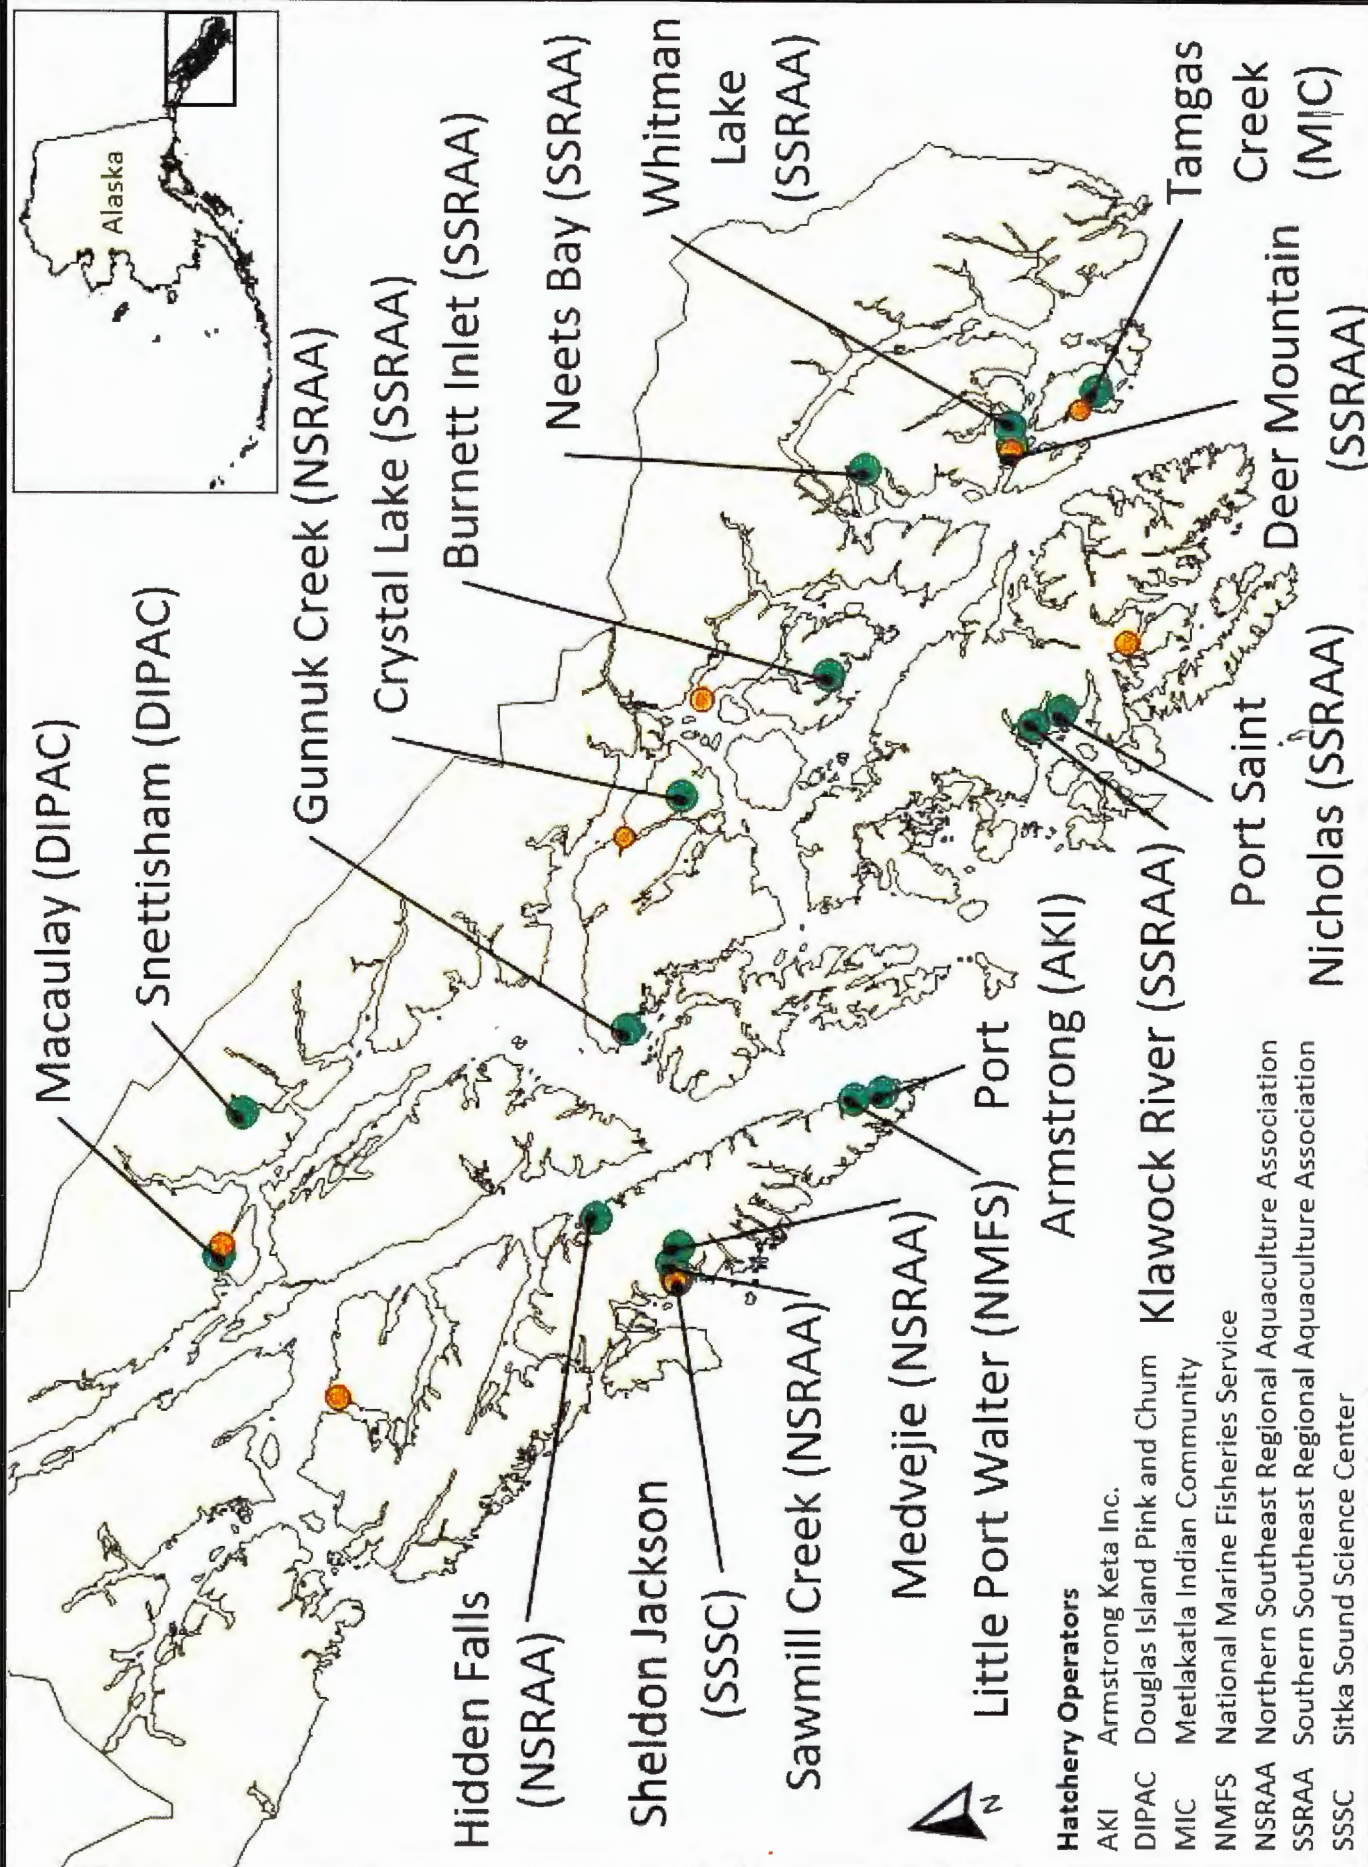 Alaska
Macaulay (DIPAC)
Snettisham (DIPAC)
Gunnuk Creek (NSRAA)
Crystal Lake (SSRAA)
Burnett Inlet (SSRAA)
Neets Bay (SSRAA)
Whitman
Lake
(SSRAA)
Tamgas
Creek
(MIC)
Deer Mountain
(SSRAA)
Port Saint
Nicholas (SSRAA)
Klawock River (SSRAA)
Port
Armstrong (AKI)
Little Port Walter (NMFS)
Medvejie (NSRAA)
Sawmill Creek (NSRAA)
Sheldon Jackson
(SSSC)
Hidden Falls
(NSRAA)
N
Hatchery Operators
AKI Armstrong Keta Inc.
DIPAC Douglas Island Pink and Chum
MIC Metlakatla Indian Community
NMFS National Marine Fisheries Service
NSRAA Northern Southeast Regional Aquaculture Association
SSRAA Southern Southeast Regional Aquaculture Association
SSSC Sitka Sound Science Center